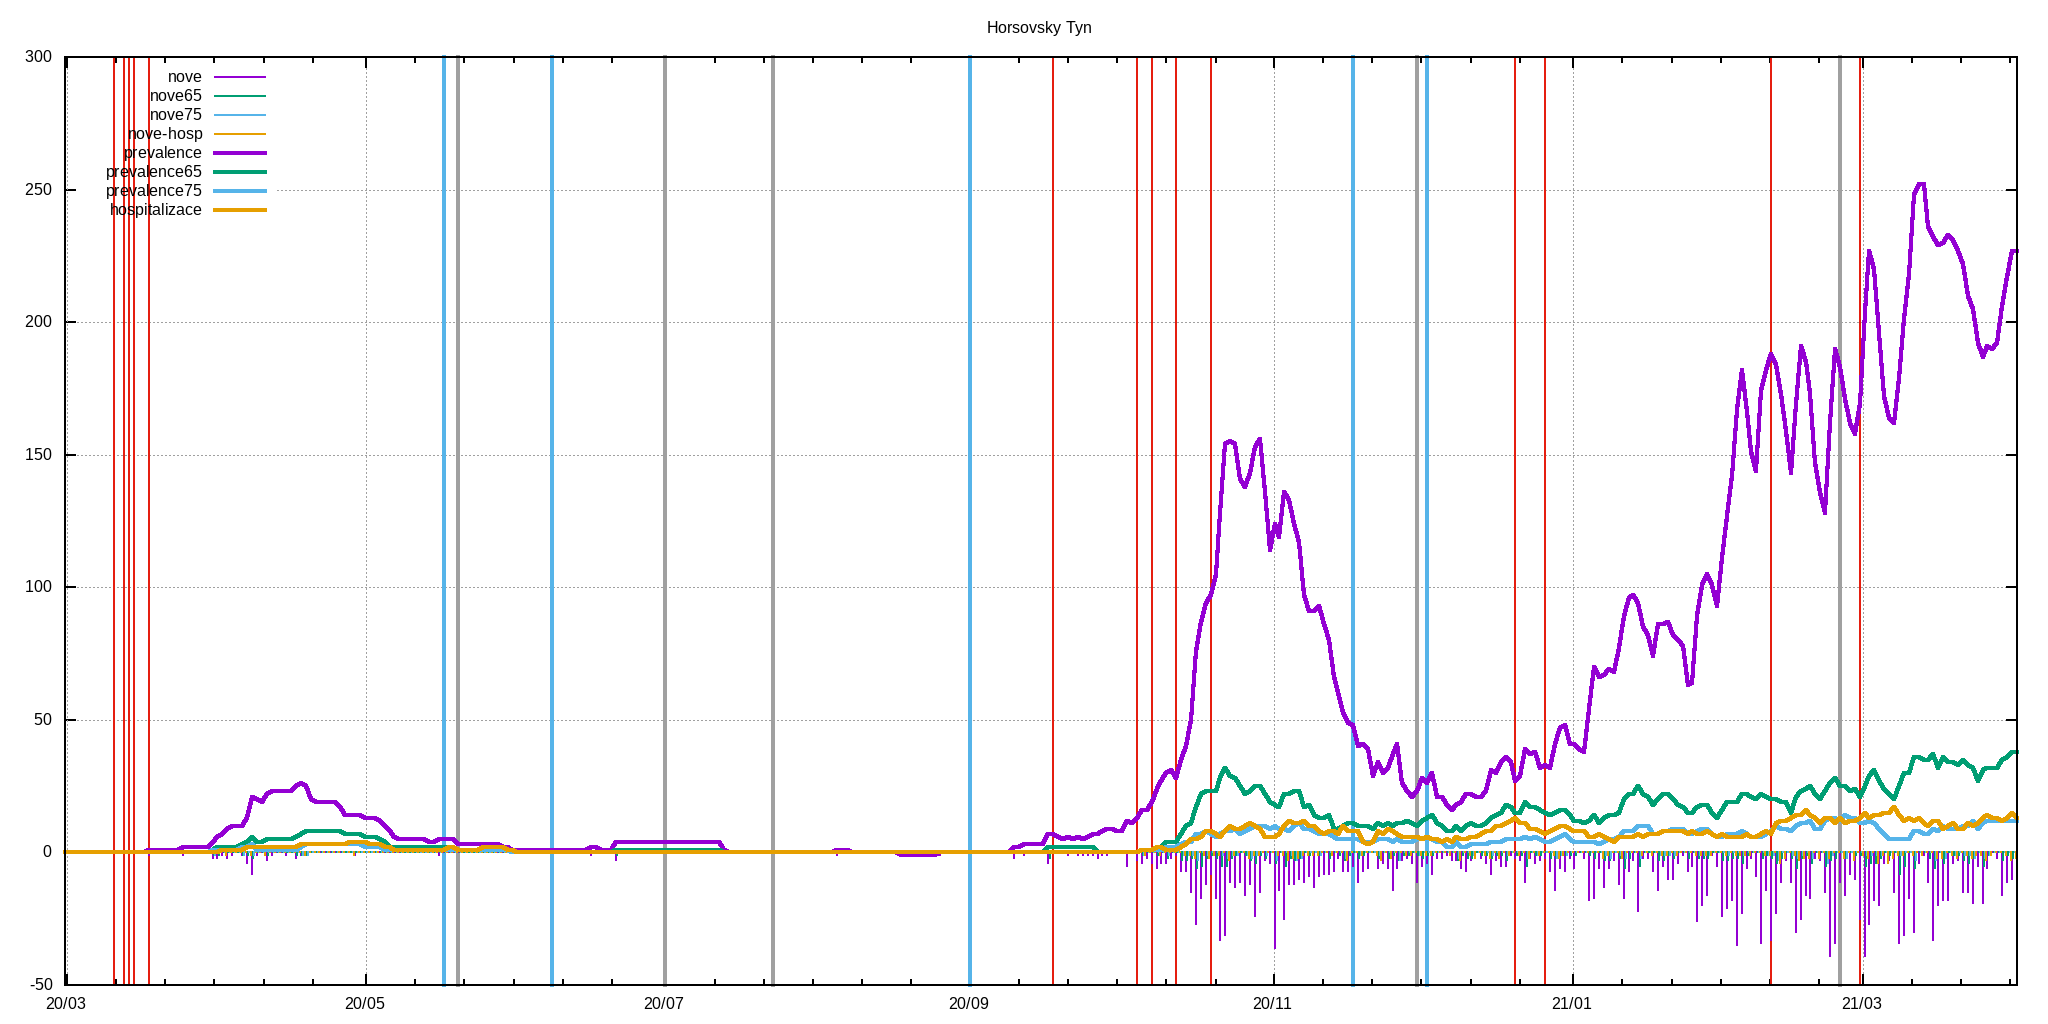 Horsovsky Tyn
300
250
200
150
100
50
0
-50
nove
nove65
nove75
nove-hosp
prevalence
prevalence65
prevalence75
hospitalizace
20/03
20/05
20/07
20/09
20/11
21/01
21/03